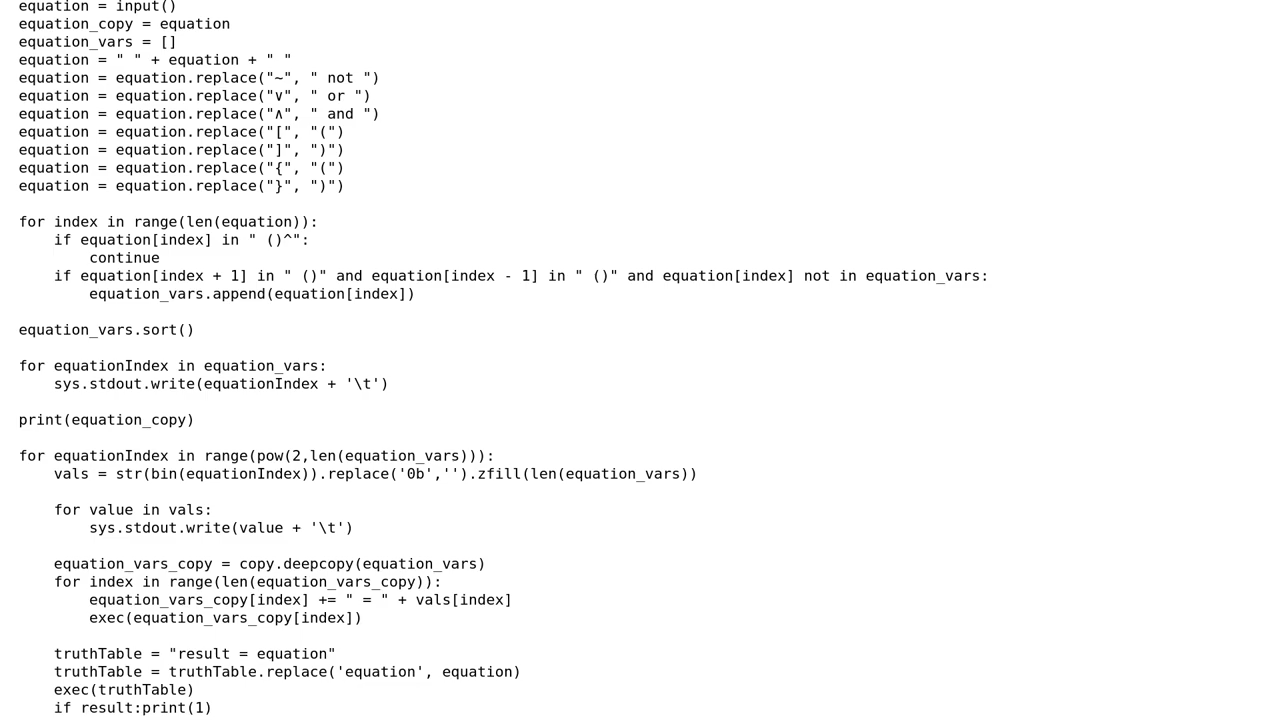 equation = input()
equation_copy = equation
equation_vars = []
equation = " " + equation + " "
equation = equation.replace("~", " not ")
equation = equation.replace("∨", " or ")
equation = equation.replace("∧", " and ")
equation = equation.replace("[", "(")
equation = equation.replace("]", ")")
equation = equation.replace("{", "(")
equation = equation.replace("}", ")")

for index in range(len(equation)):
    if equation[index] in " ()^":
        continue
    if equation[index + 1] in " ()" and equation[index - 1] in " ()" and equation[index] not in equation_vars:
        equation_vars.append(equation[index])

equation_vars.sort()

for equationIndex in equation_vars:
    sys.stdout.write(equationIndex + '\t')

print(equation_copy)

for equationIndex in range(pow(2,len(equation_vars))):
    vals = str(bin(equationIndex)).replace('0b','').zfill(len(equation_vars))

    for value in vals:
        sys.stdout.write(value + '\t')

    equation_vars_copy = copy.deepcopy(equation_vars)
    for index in range(len(equation_vars_copy)):
        equation_vars_copy[index] += " = " + vals[index]
        exec(equation_vars_copy[index])

    truthTable = "result = equation"
    truthTable = truthTable.replace('equation', equation)
    exec(truthTable)
    if result:print(1)